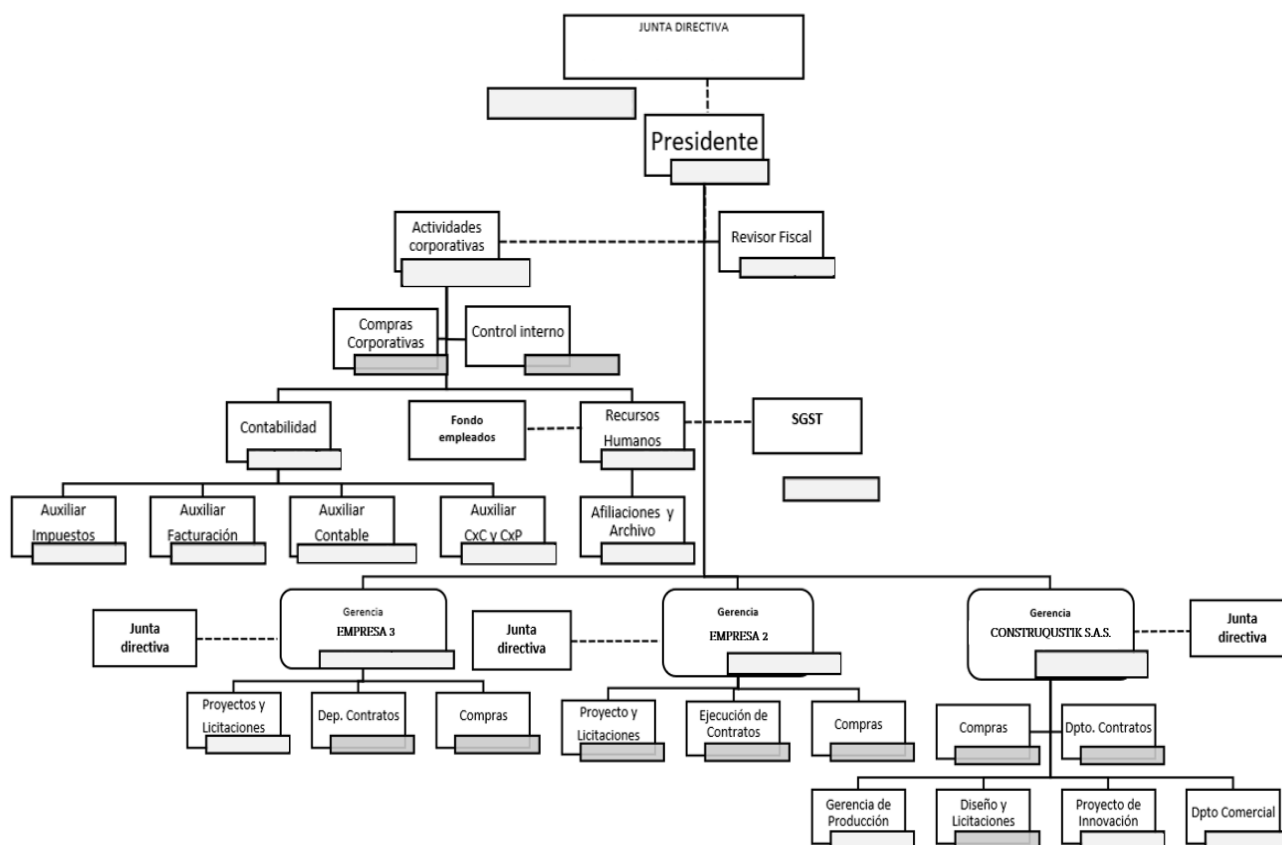 JUNTA DIRECTIVA
Presidente
Actividades
corporativas
Revisor Fiscal
Compras
Corporativas
Control interno
Contabilidad
Fondo
empleados
Recursos
Humanos
SGST
Auxiliar
Impuestos
Auxiliar
Facturación
Auxiliar
Contable
Auxiliar
CxC y CxP
Afiliaciones y
Archivo
Junta
directiva
Gerencia
EMPRESA 3
Junta
directiva
Gerencia
EMPRESA 2
Gerencia
CONSTRUQUSTIK S.A.S.
Junta
directiva
Proyectos y
Licitaciones
Dep. Contratos
Compras
Proyecto y
Licitaciones
Ejecución de
Contratos
Compras
Compras
Dpto. Contratos
Gerencia de
Producción
Diseño y
Licitaciones
Proyecto de
Innovación
Dpto Comercial